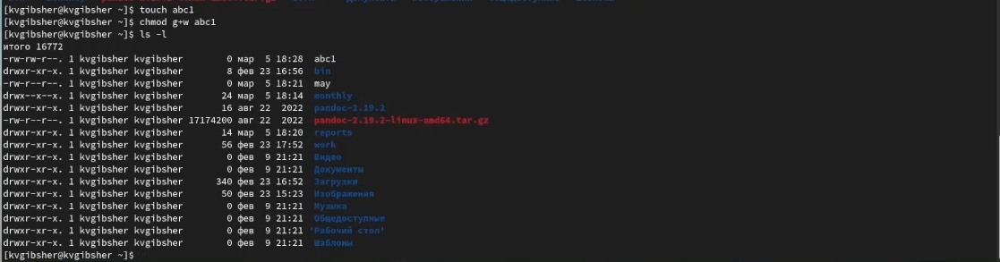 [kvgibsher@kvgibsher ~]$ touch abc1
[kvgibsher@kvgibsher ~]$ chmod g+w abc1
[kvgibsher@kvgibsher ~]$ ls -l
итого 16772
-rw-rw-r--. 1 kvgibsher kvgibsher 0 мар 5 18:28 abc1
drwxr-xr-x. 1 kvgibsher kvgibsher 8 фев 23 16:56 bin
-rw-r--r--. 1 kvgibsher kvgibsher 0 мар 5 18:21 may
drwx--x--x. 1 kvgibsher kvgibsher 24 мар 5 18:14 monthly
drwxr-xr-x. 1 kvgibsher kvgibsher 16 авг 22 2022 pandoc-2.19.2
-rw-r--r--. 1 kvgibsher kvgibsher 17174200 авг 22 2022 pandoc-2.19.2-linux-amd64.tar.gz
drwxr-xr-x. 1 kvgibsher kvgibsher 14 мар 5 18:20 reports
drwxr-xr-x. 1 kvgibsher kvgibsher 56 фев 23 17:52 work
drwxr-xr-x. 1 kvgibsher kvgibsher 0 фев 9 21:21 Видео
drwxr-xr-x. 1 kvgibsher kvgibsher 0 фев 9 21:21 Документы
drwxr-xr-x. 1 kvgibsher kvgibsher 340 фев 23 16:52 Загрузки
drwxr-xr-x. 1 kvgibsher kvgibsher 50 фев 23 15:23 Изображения
drwxr-xr-x. 1 kvgibsher kvgibsher 0 фев 9 21:21 Музыка
drwxr-xr-x. 1 kvgibsher kvgibsher 0 фев 9 21:21 Общедоступные
drwxr-xr-x. 1 kvgibsher kvgibsher 0 фев 9 21:21 'Рабочий стол'
drwxr-xr-x. 1 kvgibsher kvgibsher 0 фев 9 21:21 Шаблоны
[kvgibsher@kvgibsher ~]$